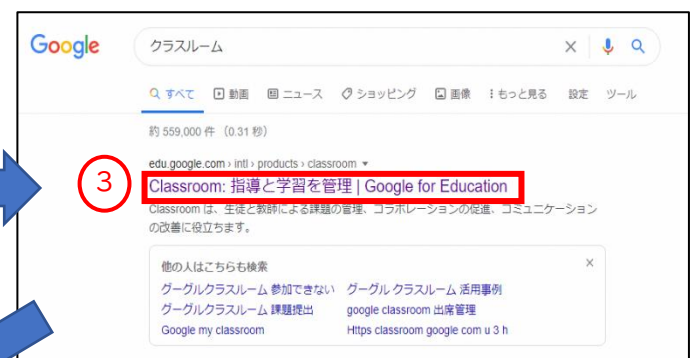 Google クラスルーム
すべて 動画 ニュース ショッピング 画像 もっと見る 設定 ツール
約 559,000 件 (0.31 秒)
edu.google.com › intl › products › classroom
③ Classroom: 指導と学習を管理 | Google for Education
Classroom は、生徒と教師による課題の管理、コラボレーションの促進、コミュニケーション
の改善に役立ちます。
他の人はこちらも検索
グーグルクラスルーム 参加できない グーグル クラスルーム 活用事例
グーグルクラスルーム 課題提出 google classroom 出席管理
Google my classroom Https classroom google com u 3 h